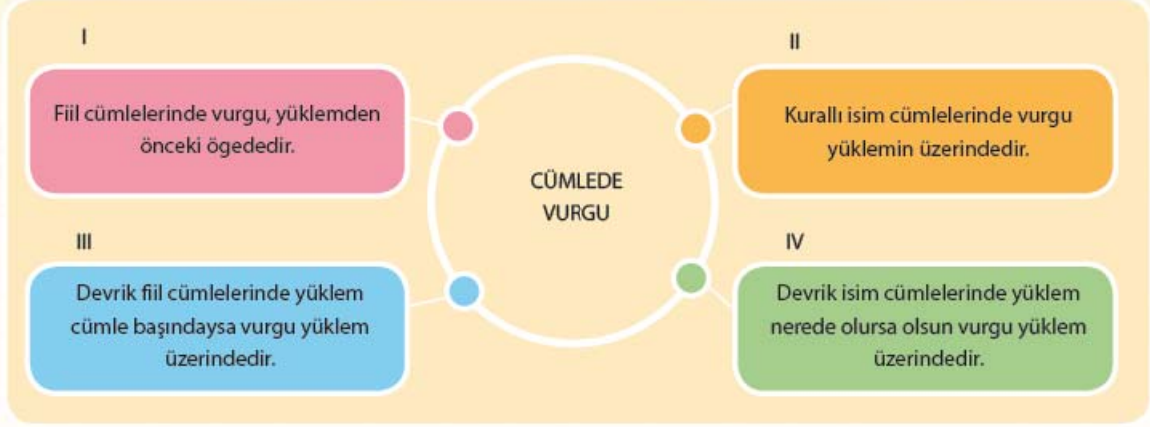 I
Fiil cümlelerinde vurgu, yüklemden
önceki ögededir.
II
Kurallı isim cümlelerinde vurgu
yüklemin üzerindedir.
CÜMLEDE
VURGU
III
Devrik fiil cümlelerinde yüklem
cümle başındaysa vurgu yüklem
üzerindedir.
IV
Devrik isim cümlelerinde yüklem
nerede olursa olsun vurgu yüklem
üzerindedir.